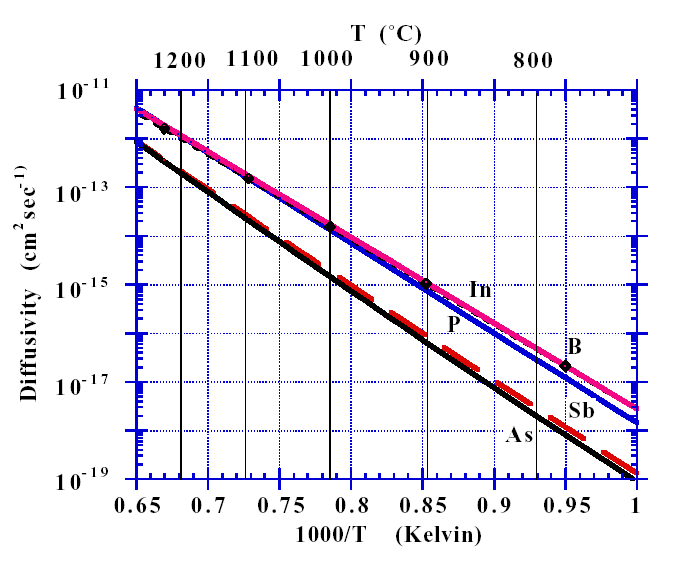 T (°C)
1200 1100 1000 900 800
10-11
10-13
10-15
10-17
10-19
Diffusivity (cm2 sec-1)
In
P
B
Sb
As
0.65 0.7 0.75 0.8 0.85 0.9 0.95 1
1000/T (Kelvin)